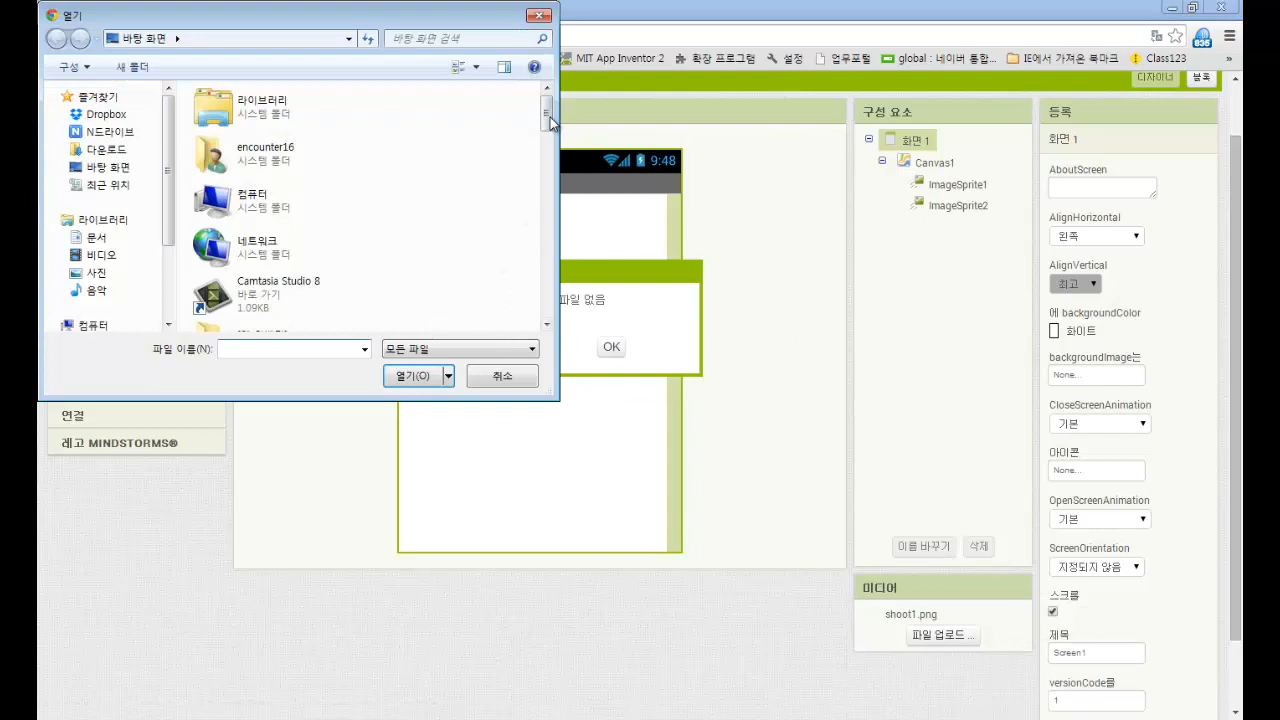 열기
바탕 화면
바탕 화면 검색
구성
새 폴더
즐겨찾기
Dropbox
N드라이브
다운로드
바탕 화면
최근 위치
라이브러리
문서
비디오
사진
음악
컴퓨터
라이브러리
시스템 폴더
encounter16
시스템 폴더
컴퓨터
시스템 폴더
네트워크
시스템 폴더
Camtasia Studio 8
바로 가기
1.09KB
파일 이름(N):
모든 파일
열기(O)
취소
835
MIT App Inventor 2
확장 프로그램
설정
업무포털
global : 네이버 통합...
IE에서 가져온 북마크
Class123
»
디자이너
블록
연결
레고 MINDSTORMS®
9:48
파일 없음
OK
구성 요소
화면 1
Canvas1
ImageSprite1
ImageSprite2
이름 바꾸기
삭제
미디어
shoot1.png
파일 업로드 ...
등록
화면 1
AboutScreen
AlignHorizontal
왼쪽
AlignVertical
최고
에 backgroundColor
화이트
backgroundImage는
None...
CloseScreenAnimation
기본
아이콘
None...
OpenScreenAnimation
기본
ScreenOrientation
지정되지 않음
스크롤
제목
Screen1
versionCode를
1